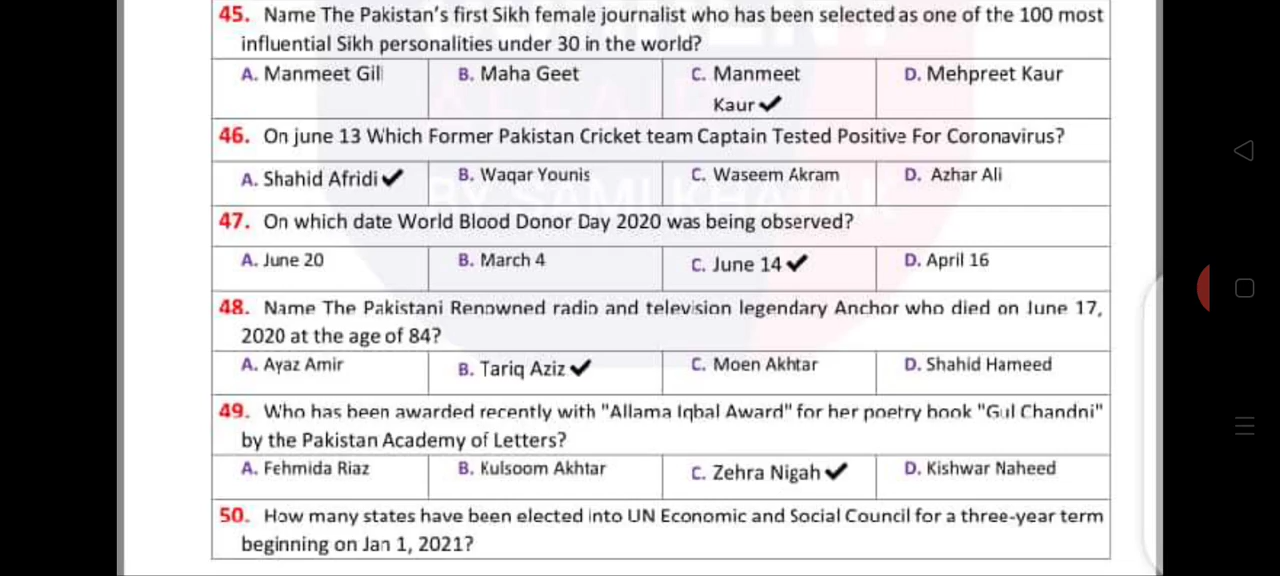 45. Name The Pakistan's first Sikh female journalist who has been selected as one of the 100 most
influential Sikh personalities under 30 in the world?
A. Manmeet Gil B. Maha Geet C. Manmeet D. Mehpreet Kaur
Kaur✔
46. On june 13 Which Former Pakistan Cricket team Captain Tested Positive For Coronavirus?
A. Shahid Afridi✔ B. Waqar Younis C. Waseem Akram D. Azhar Ali
47. On which date World Blood Donor Day 2020 was being observed?
A. June 20 B. March 4 C. June 14✔ D. April 16
48. Name The Pakistani Renowned radio and television legendary Anchor who died on June 17,
2020 at the age of 84?
A. Ayaz Amir B. Tariq Aziz✔ C. Moen Akhtar D. Shahid Hameed
49. Who has been awarded recently with "Allama Iqbal Award" for her poetry book "Gul Chandni"
by the Pakistan Academy of Letters?
A. Fehmida Riaz B. Kulsoom Akhtar C. Zehra Nigah✔ D. Kishwar Naheed
50. How many states have been elected into UN Economic and Social Council for a three-year term
beginning on Jan 1, 2021?